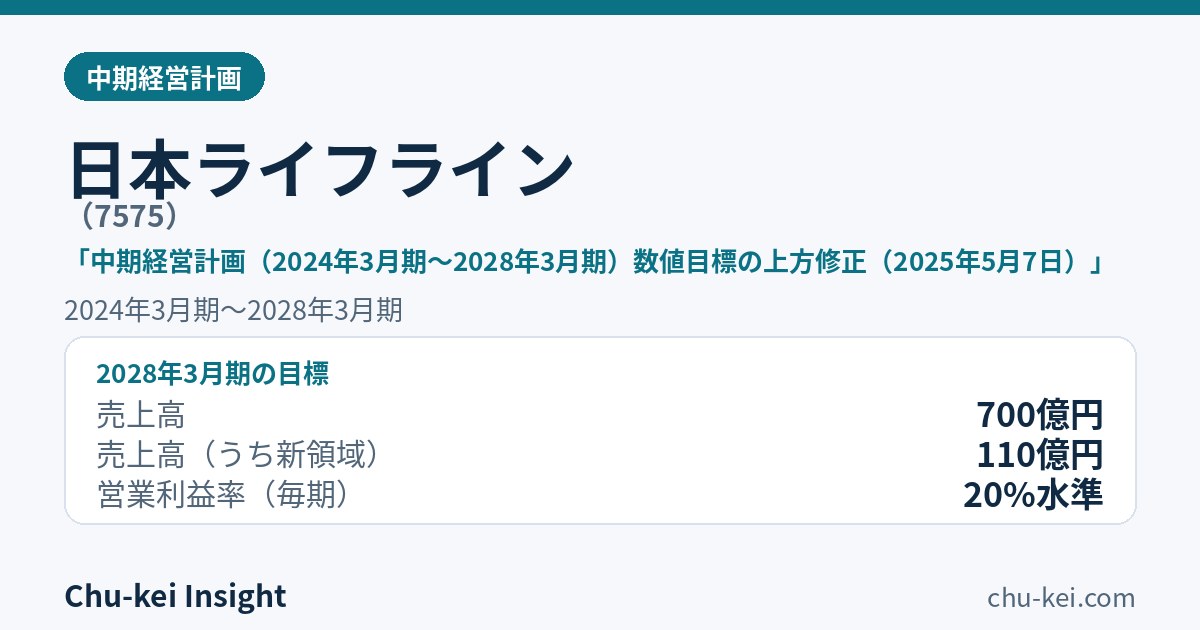 中期経営計画
日本ライフライン
（7575）
「中期経営計画（2024年3月期～2028年3月期）数値目標の上方修正（2025年5月7日）」
2024年3月期～2028年3月期
2028年3月期の目標
売上高 700億円
売上高（うち新領域） 110億円
営業利益率（毎期） 20%水準
Chu-kei Insight chu-kei.com